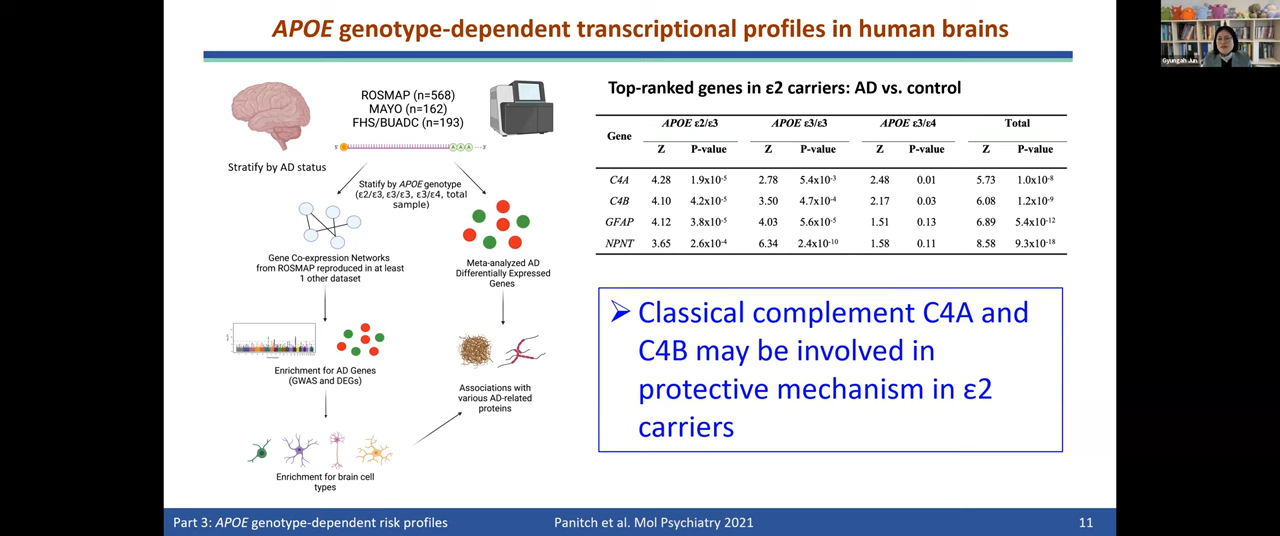 APOE genotype-dependent transcriptional profiles in human brains
Gyungah Jun
ROSMAP (n=568)
MAYO (n=162)
FHS/BUADC (n=193)
Stratify by AD status
5'
G
A A A
3'
Statify by APOE genotype
(ε2/ε3, ε3/ε3, ε3/ε4, total
sample)
Gene Co-expression Networks
from ROSMAP reproduced in at least
1 other dataset
Meta-analyzed AD
Differentially Expressed
Genes
Enrichment for AD Genes
(GWAS and DEGs)
Associations with
various AD-related
proteins
Enrichment for brain cell
types
Top-ranked genes in ε2 carriers: AD vs. control
Gene APOE ε2/ε3 APOE ε3/ε3 APOE ε3/ε4 Total
Z P-value Z P-value Z P-value Z P-value
C4A 4.28 1.9x10⁻⁵ 2.78 5.4x10⁻³ 2.48 0.01 5.73 1.0x10⁻⁸
C4B 4.10 4.2x10⁻⁵ 3.50 4.7x10⁻⁴ 2.17 0.03 6.08 1.2x10⁻⁹
GFAP 4.12 3.8x10⁻⁵ 4.03 5.6x10⁻⁵ 1.51 0.13 6.89 5.4x10⁻¹²
NPNT 3.65 2.6x10⁻⁴ 6.34 2.4x10⁻¹⁰ 1.58 0.11 8.58 9.3x10⁻¹⁸
➢ Classical complement C4A and
C4B may be involved in
protective mechanism in ε2
carriers
Part 3: APOE genotype-dependent risk profiles
Panitch et al. Mol Psychiatry 2021
11